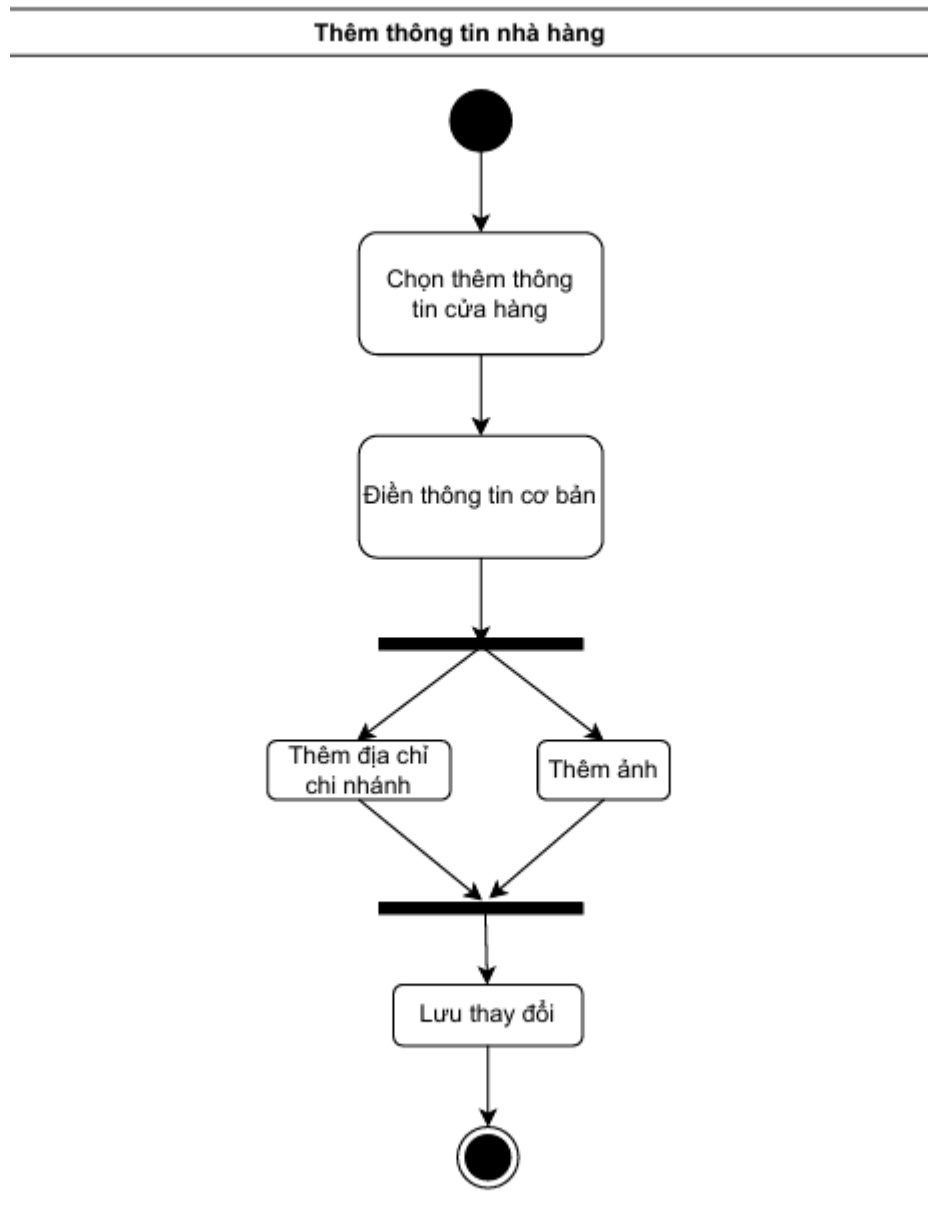 Thêm thông tin nhà hàng
Chọn thêm thông
tin cửa hàng
Điền thông tin cơ bản
Thêm địa chỉ
chi nhánh
Thêm ảnh
Lưu thay đổi